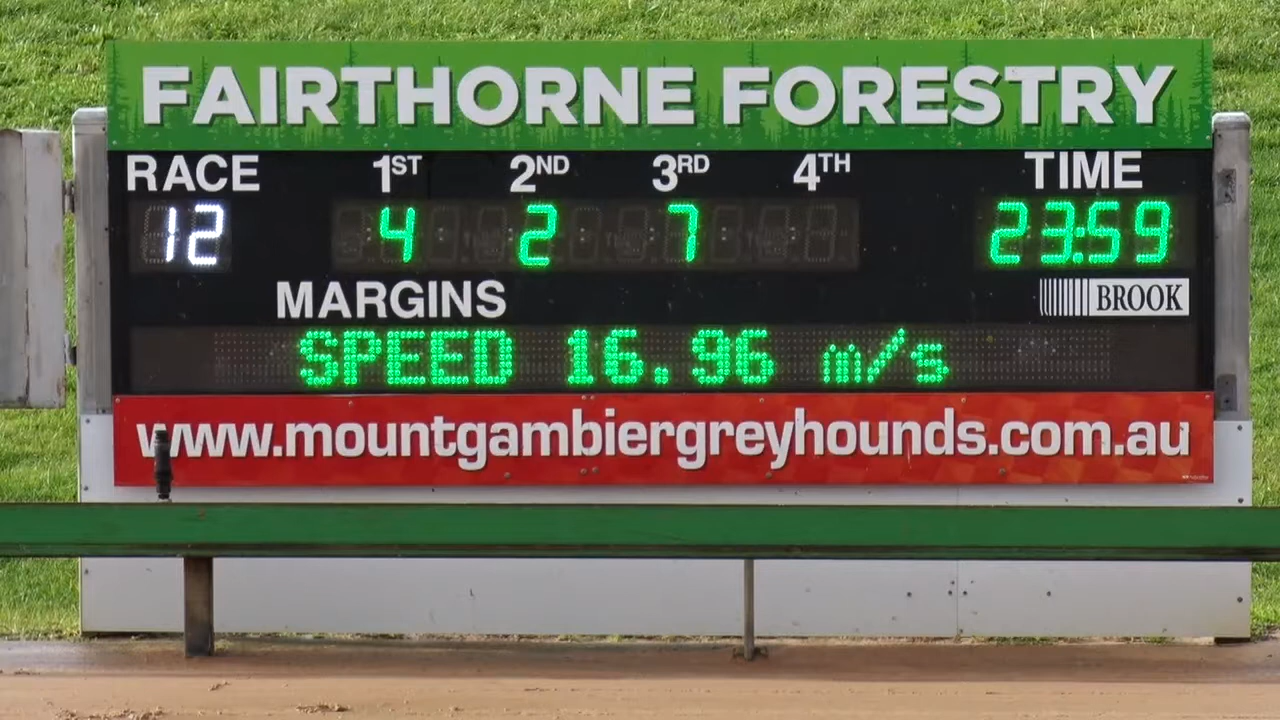 FAIRTHORNE FORESTRY
RACE 1ST 2ND 3RD 4TH TIME
12 4 2 7 23:59
MARGINS BROOK
SPEED 16.96 m/s
www.mountgambiergreyhounds.com.au